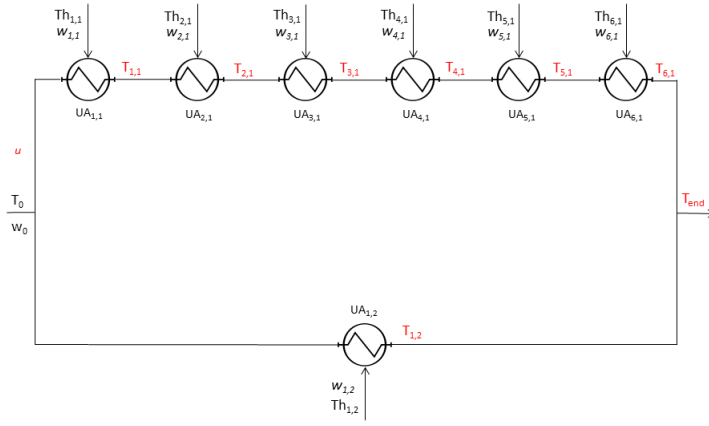 Th1,1 Th2,1 Th3,1 Th4,1 Th5,1 Th6,1
w1,1 w2,1 w3,1 w4,1 w5,1 w6,1
T1,1 T2,1 T3,1 T4,1 T5,1 T6,1
UA1,1 UA2,1 UA3,1 UA4,1 UA5,1 UA6,1
u
T0
Tend
w0
UA1,2
T1,2
w1,2
Th1,2